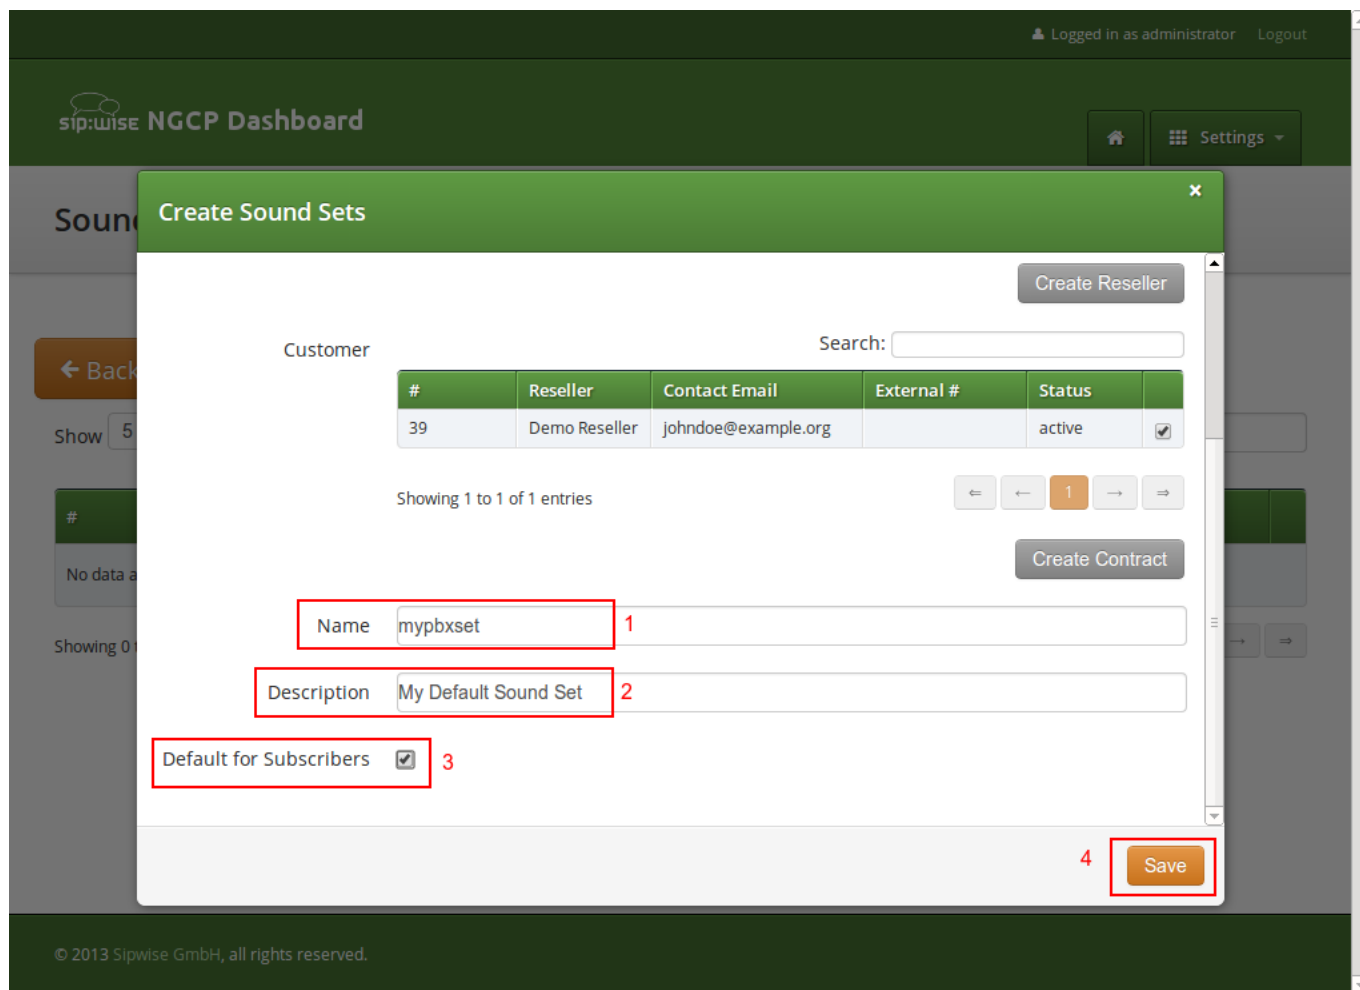 Logged in as administrator Logout
sip:wise NGCP Dashboard
Settings
Soun
Create Sound Sets
×
Create Reseller
Customer
Search:
# Reseller Contact Email External # Status
39 Demo Reseller johndoe@example.org active
Showing 1 to 1 of 1 entries
⇐ ← 1 → ⇒
Create Contract
Name mypbxset 1
Description My Default Sound Set 2
Default for Subscribers 3
4 Save
← Back
Show 5
#
No data a
Showing 0
→ ⇒
© 2013 Sipwise GmbH, all rights reserved.